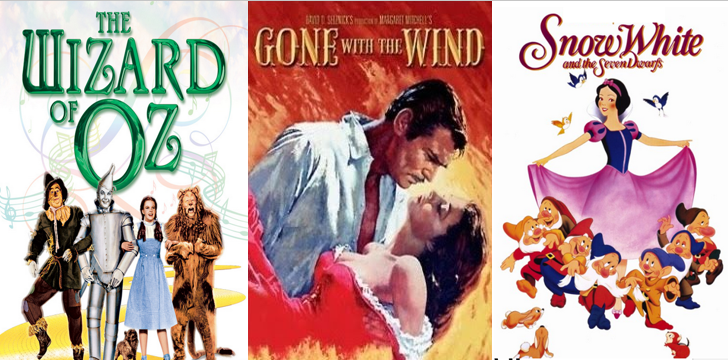 THE
WIZARD
OF OZ
DAVID O. SELZNICK'S PRODUCTION OF MARGARET MITCHELL'S
GONE WITH THE WIND
Snow White
and the Seven Dwarfs